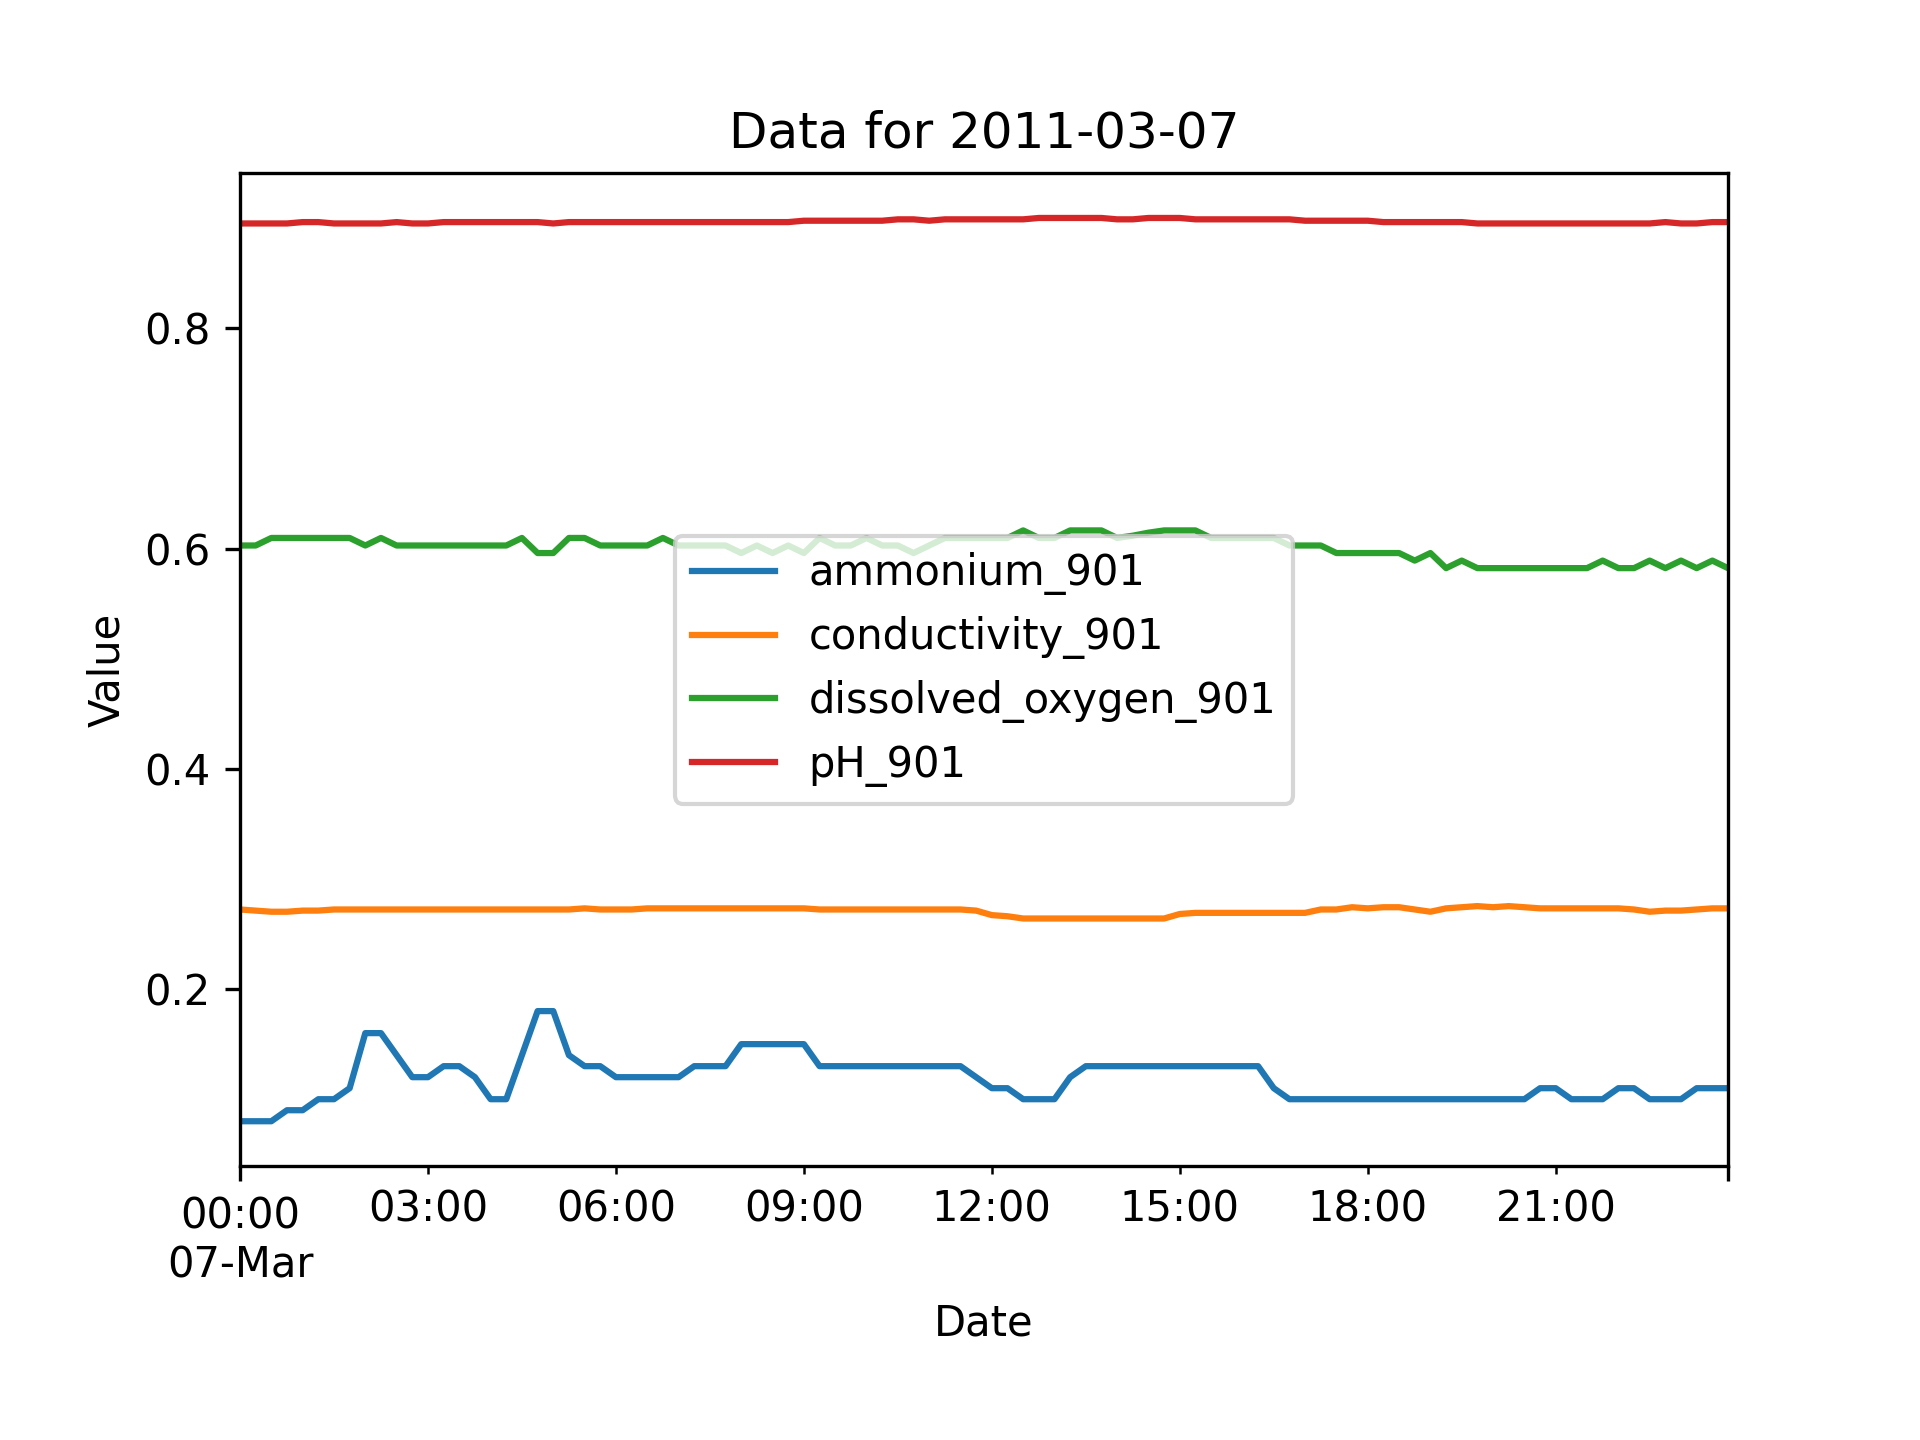 Data for 2011-03-07
Value
0.8
0.6
0.4
0.2
ammonium_901
conductivity_901
dissolved_oxygen_901
pH_901
00:00 03:00 06:00 09:00 12:00 15:00 18:00 21:00
07-Mar
Date